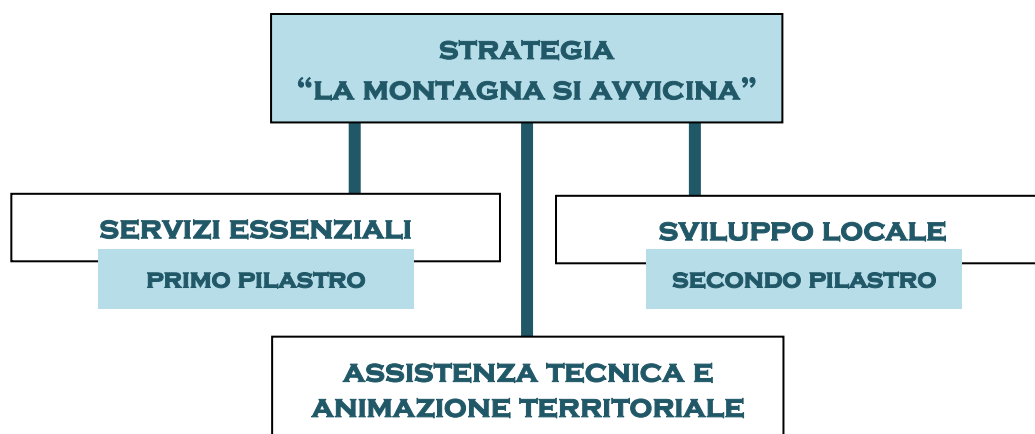 STRATEGIA
“LA MONTAGNA SI AVVICINA”
SERVIZI ESSENZIALI
PRIMO PILASTRO
SVILUPPO LOCALE
SECONDO PILASTRO
ASSISTENZA TECNICA E
ANIMAZIONE TERRITORIALE